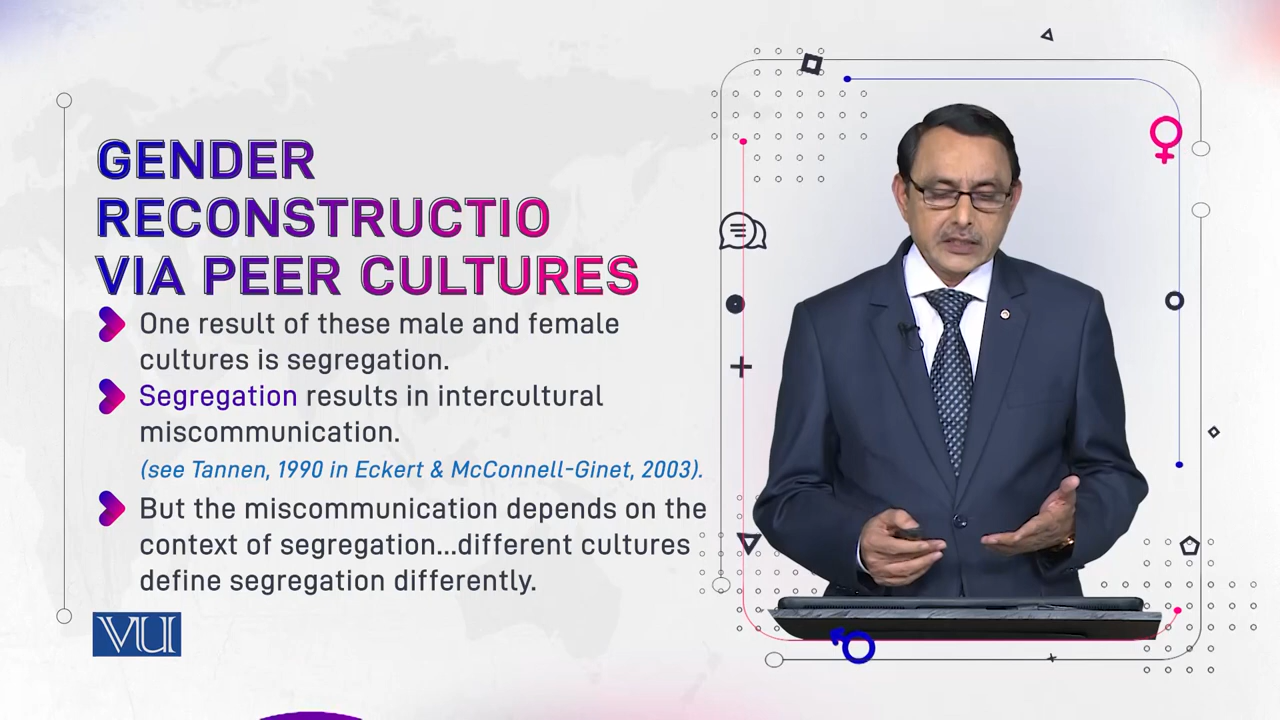 GENDER
RECONSTRUCTIO
VIA PEER CULTURES
One result of these male and female
cultures is segregation.
Segregation results in intercultural
miscommunication.
(see Tannen, 1990 in Eckert & McConnell-Ginet, 2003).
But the miscommunication depends on the
context of segregation...different cultures
define segregation differently.
VU